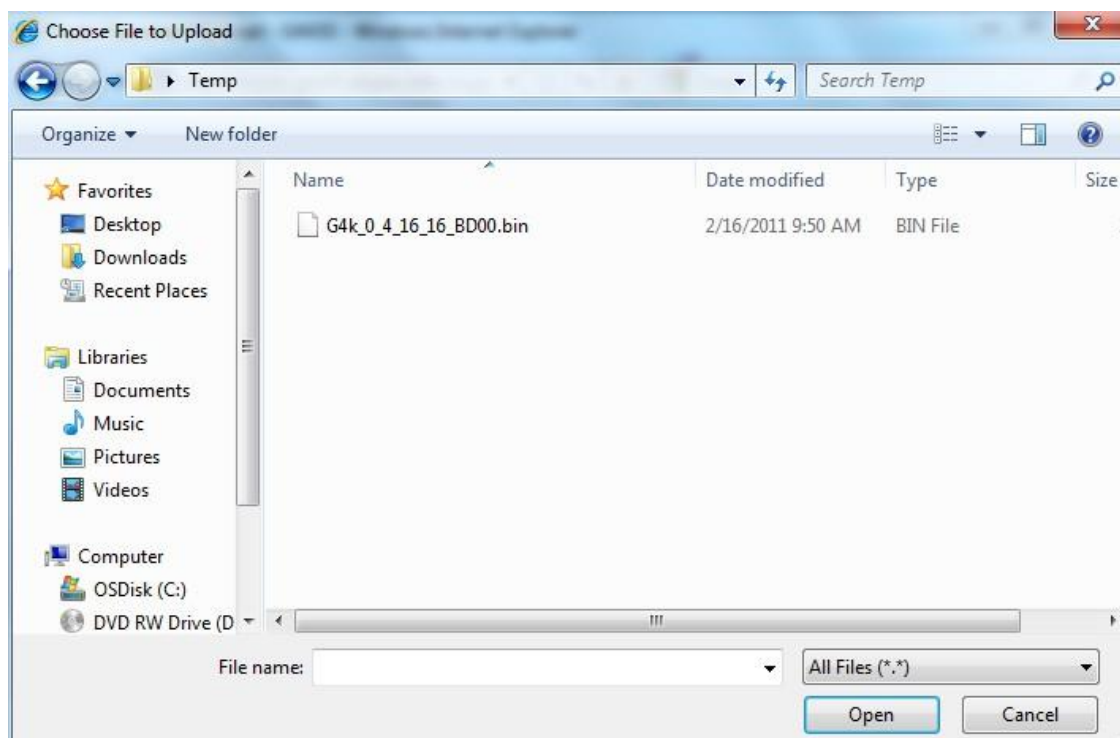 Choose File to Upload
Temp
Search Temp
Organize
New folder
Name
Date modified
Type
Size
Favorites
Desktop
Downloads
Recent Places
Libraries
Documents
Music
Pictures
Videos
Computer
OSDisk (C:)
DVD RW Drive (D
G4k_0_4_16_16_BD00.bin
2/16/2011 9:50 AM
BIN File
File name:
All Files (*.*)
Open
Cancel